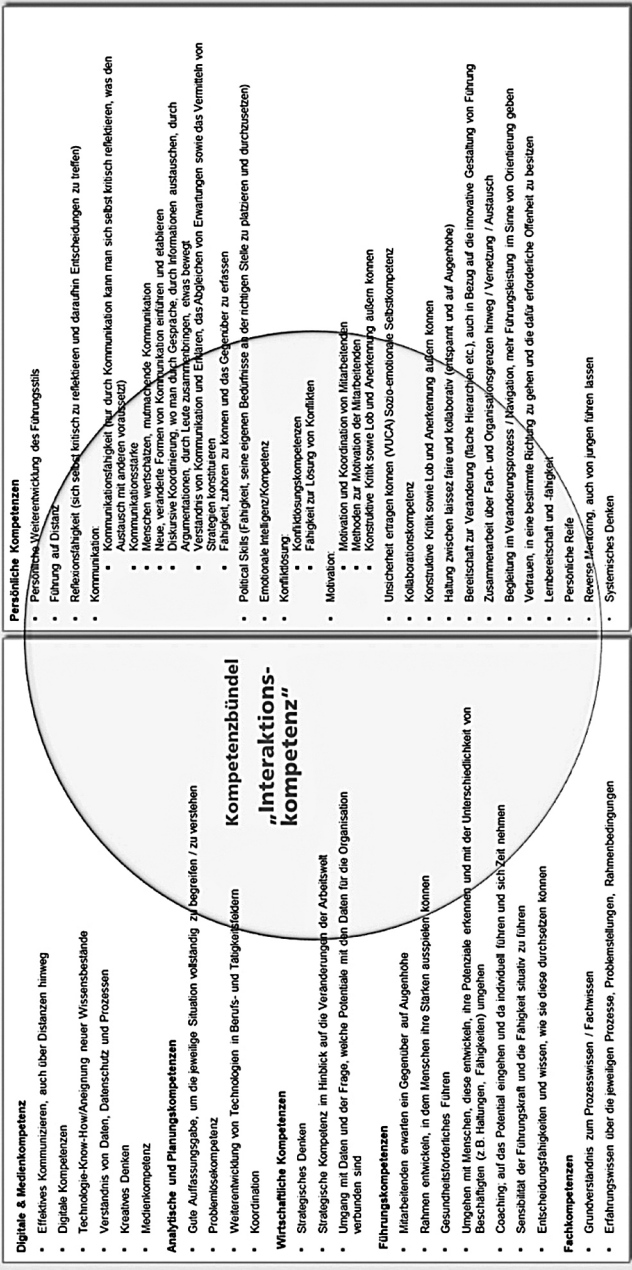 Digitale & Medienkompetenz
• Effektives Kommunizieren, auch über Distanzen hinweg
• Digitale Kompetenzen
• Technologie-Know-How/Aneignung neuer Wissensbestände
• Verständnis von Daten, Datenschutz und Prozessen
• Kreatives Denken
• Medienkompetenz
Analytische und Planungskompetenzen
• Gute Auffassungsgabe, um die jeweilige Situation vollständig zu begreifen / zu verstehen
• Problemlösekompetenz
• Weiterentwicklung von Technologien in Berufs- und Tätigkeitsfeldern
• Koordination
Wirtschaftliche Kompetenzen
• Strategisches Denken
• Strategische Kompetenz im Hinblick auf die Veränderungen der Arbeitswelt
• Umgang mit Daten und der Frage, welche Potentiale mit den Daten für die Organisation
verbunden sind
Führungskompetenzen
• Mitarbeitenden erwarten ein Gegenüber auf Augenhöhe
• Rahmen entwickeln, in dem Menschen ihre Stärken ausspielen können
• Gesundheitsförderliches Führen
• Umgehen mit Menschen, diese entwickeln, ihre Potenziale erkennen und mit der Unterschiedlichkeit von
Beschäftigten (z.B. Haltungen, Fähigkeiten) umgehen
• Coaching, auf das Potential eingehen und da individuell führen und sich Zeit nehmen
• Sensibilität der Führungskraft und die Fähigkeit situativ zu führen
• Entscheidungsfähigkeiten und wissen, wie sie diese durchsetzen können
Fachkompetenzen
• Grundverständnis zum Prozesswissen / Fachwissen
• Erfahrungswissen über die jeweiligen Prozesse, Problemstellungen, Rahmenbedingungen
Kompetenzbündel
„Interaktions-
kompetenz"
Persönliche Kompetenzen
• Persönliche Weiterentwicklung des Führungsstils
• Führung auf Distanz
• Reflexionsfähigkeit (sich selbst kritisch zu reflektieren und daraufhin Entscheidungen zu treffen)
• Kommunikation:
• Kommunikationsfähigkeit (nur durch Kommunikation kann man sich selbst kritisch reflektieren, was den
Austausch mit anderen voraussetzt)
• Kommunikationsstärke
• Menschen wertschätzen, mutmachende Kommunikation
• Neue, veränderte Formen von Kommunikation einführen und etablieren
• Diskursive Koordinierung, wo man durch Gespräche, durch Informationen austauschen, durch
Argumentationen, durch Leute zusammenbringen, etwas bewegt
• Verständnis von Kommunikation und Erklären, das Abgleichen von Erwartungen sowie das Vermitteln von
Strategien konstituieren
• Fähigkeit, zuhören zu können und das Gegenüber zu erfassen
• Political Skills (Fähigkeit, seine eigenen Bedürfnisse an der richtigen Stelle zu platzieren und durchzusetzen)
• Emotionale Intelligenz/Kompetenz
• Konfliktlösung:
• Konfliktlösungskompetenzen
• Fähigkeit zur Lösung von Konflikten
• Motivation:
• Motivation und Koordination von Mitarbeitenden
• Methoden zur Motivation der Mitarbeitenden
• Konstruktive Kritik sowie Lob und Anerkennung äußern können
• Unsicherheit ertragen können (VUCA) Sozio-emotionale Selbstkompetenz
• Kollaborationskompetenz
• Konstruktive Kritik sowie Lob und Anerkennung äußern können
• Haltung zwischen laissez faire und kollaborativ (entspannt und auf Augenhöhe)
• Bereitschaft zur Veränderung (flache Hierarchien etc.), auch in Bezug auf die innovative Gestaltung von Führung
• Zusammenarbeit über Fach- und Organisationsgrenzen hinweg / Vernetzung / Austausch
• Begleitung im Veränderungsprozess / Navigation, mehr Führungsleistung im Sinne von Orientierung geben
• Vertrauen, in eine bestimmte Richtung zu gehen und die dafür erforderliche Offenheit zu besitzen
• Lernbereitschaft und -fähigkeit
• Persönliche Reife
• Reverse Mentoring, auch von jungen führen lassen
• Systemisches Denken